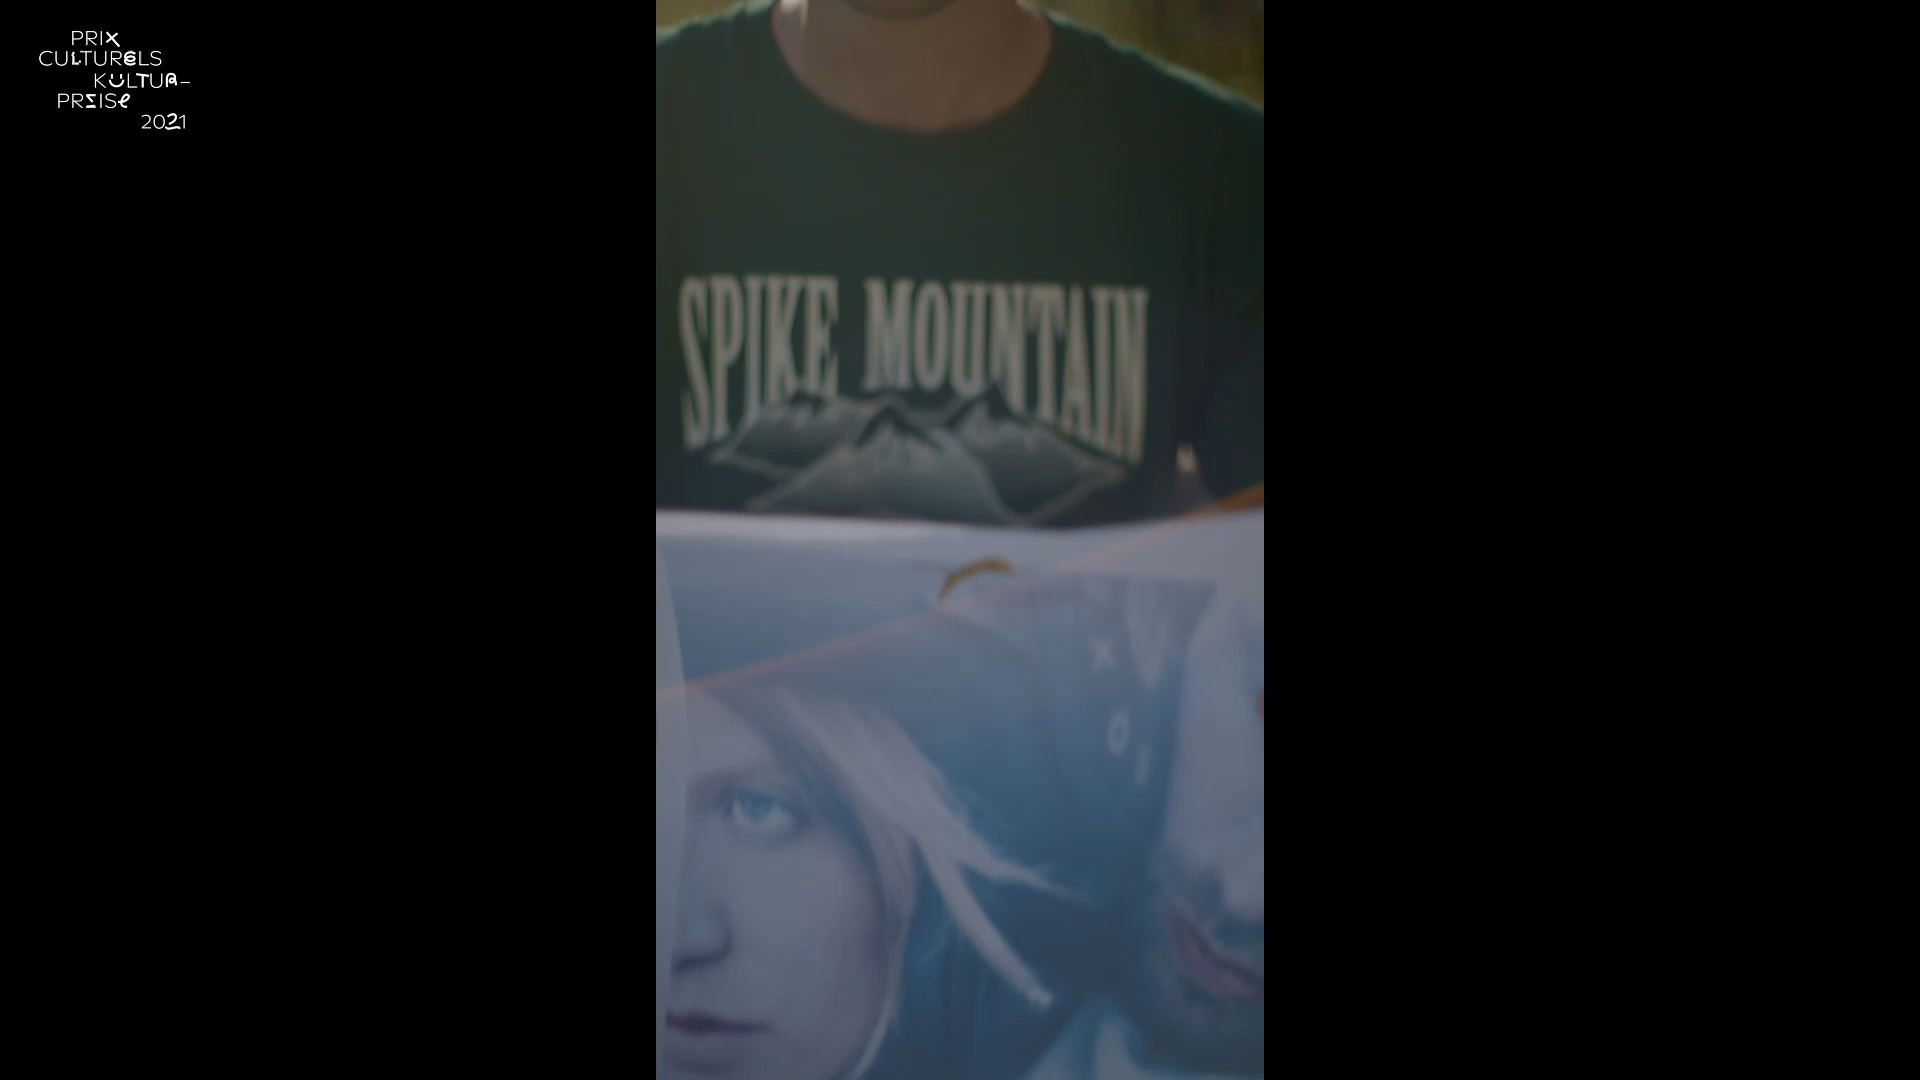 PRIX
CULTURELS
KULTUR–
PREISE
2021
SPIKE MOUNTAIN
X
O